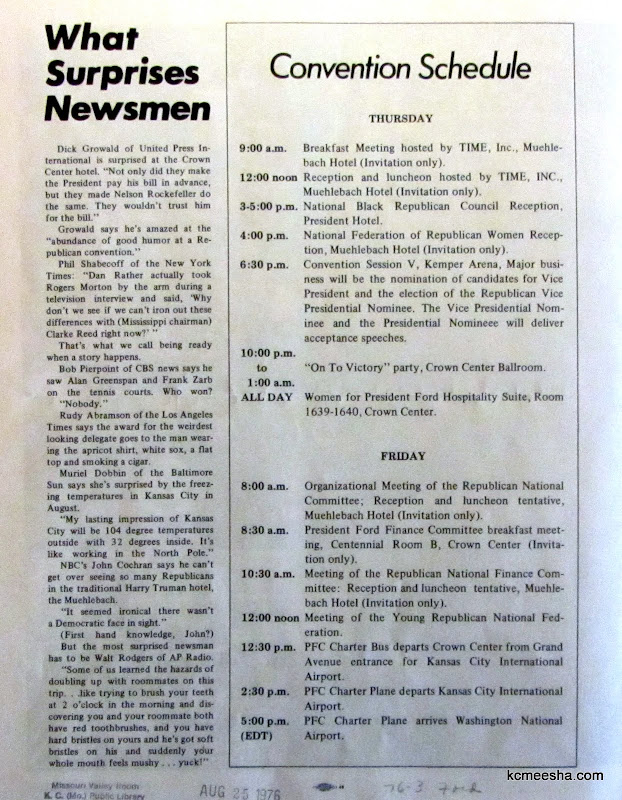 What
Surprises
Newsmen
Dick Growald of United Press In-
ternational is surprised at the Crown
Center hotel. "Not only did they make
the President pay his bill in advance,
but they made Nelson Rockefeller do
the same. They wouldn't trust him
for the bill."
Growald says he's amazed at the
"abundance of good humor at a Re-
publican convention."
Phil Shabecoff of the New York
Times: "Dan Rather actually took
Rogers Morton by the arm during a
television interview and said, 'Why
don't we see if we can't iron out these
differences with (Mississippi chairman)
Clarke Reed right now?' "
That's what we call being ready
when a story happens.
Bob Pierpoint of CBS news says he
saw Alan Greenspan and Frank Zarb
on the tennis courts. Who won?
"Nobody."
Rudy Abramson of the Los Angeles
Times says the award for the weirdest
looking delegate goes to the man wear-
ing the apricot shirt, white sox, a flat
top and smoking a cigar.
Muriel Dobbin of the Baltimore
Sun says she's surprised by the freez-
ing temperatures in Kansas City in
August.
"My lasting impression of Kansas
City will be 104 degree temperatures
outside with 32 degrees inside. It's
like working in the North Pole."
NBC's John Cochran says he can't
get over seeing so many Republicans
in the traditional Harry Truman hotel,
the Muehlebach.
"It seemed ironical there wasn't
a Democratic face in sight."
(First hand knowledge, John?)
But the most surprised newsman
has to be Walt Rodgers of AP Radio.
"Some of us learned the hazards of
doubling up with roommates on this
trip. . .like trying to brush your teeth
at 2 o'clock in the morning and dis-
covering you and your roommate both
have red toothbrushes, and you have
hard bristles on yours and he's got soft
bristles on his and suddenly your
whole mouth feels mushy . . . yuck!"
Convention Schedule
THURSDAY
9:00 a.m. Breakfast Meeting hosted by TIME, Inc., Muehle-
bach Hotel (Invitation only).
12:00 noon Reception and luncheon hosted by TIME, INC.,
Muehlebach Hotel (Invitation only).
3-5:00 p.m. National Black Republican Council Reception,
President Hotel.
4:00 p.m. National Federation of Republican Women Recep-
tion, Muehlebach Hotel (Invitation only).
6:30 p.m. Convention Session V, Kemper Arena, Major busi-
ness will be the nomination of candidates for Vice
President and the election of the Republican Vice
Presidential Nominee. The Vice Presidential Nom-
inee and the Presidential Nomineee will deliver
acceptance speeches.
10:00 p.m.
to "On To Victory" party, Crown Center Ballroom.
1:00 a.m.
ALL DAY Women for President Ford Hospitality Suite, Room
1639-1640, Crown Center.
FRIDAY
8:00 a.m. Organizational Meeting of the Republican National
Committee; Reception and luncheon tentative,
Muehlebach Hotel (Invitation only).
8:30 a.m. President Ford Finance Committee breakfast meet-
ing, Centennial Room B, Crown Center (Invita-
tion only).
10:30 a.m. Meeting of the Republican National Finance Com-
mittee: Reception and luncheon tentative, Muehle-
bach Hotel (Invitation only).
12:00 noon Meeting of the Young Republican National Fed-
eration.
12:30 p.m. PFC Charter Bus departs Crown Center from Grand
Avenue entrance for Kansas City International
Airport.
2:30 p.m. PFC Charter Plane departs Kansas City International
Airport.
5:00 p.m. PFC Charter Plane arrives Washington National
(EDT) Airport.
kcmeesha.com
Missouri Valley Room
K. C. (Mo.) Public Library
AUG 25 1976
76-3